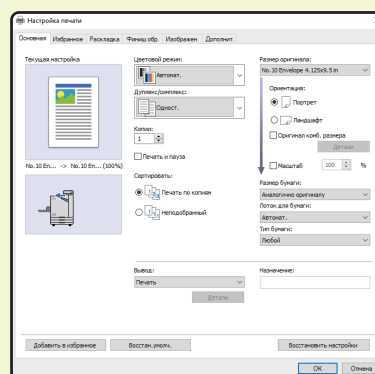 Настройка печати
Основная Избранное Раскладка Финиш.обр. Изображен. Дополнит.
Текущая настройка
No. 10 En... -> No. 10 En... (100%)
Цветовой режим:
Автомат.
Дуплекс/симплекс:
Одност.
Копии:
1
Печать и пауза
Сортировать:
Печать по копиям
Неподобранный
Вывод:
Печать
Детали
Размер оригинала:
No. 10 Envelope 4.125x9.5 in
Ориентация:
Портрет
Ландшафт
Оригинал комб. размера
Детали
Масштаб 100 %
Размер бумаги:
Аналогично оригиналу
Лоток для бумаги:
Автомат.
Тип бумаги:
Любой
Назначение:
Добавить в избранное Восстан.умолч. Восстановить настройки
OK Отмена